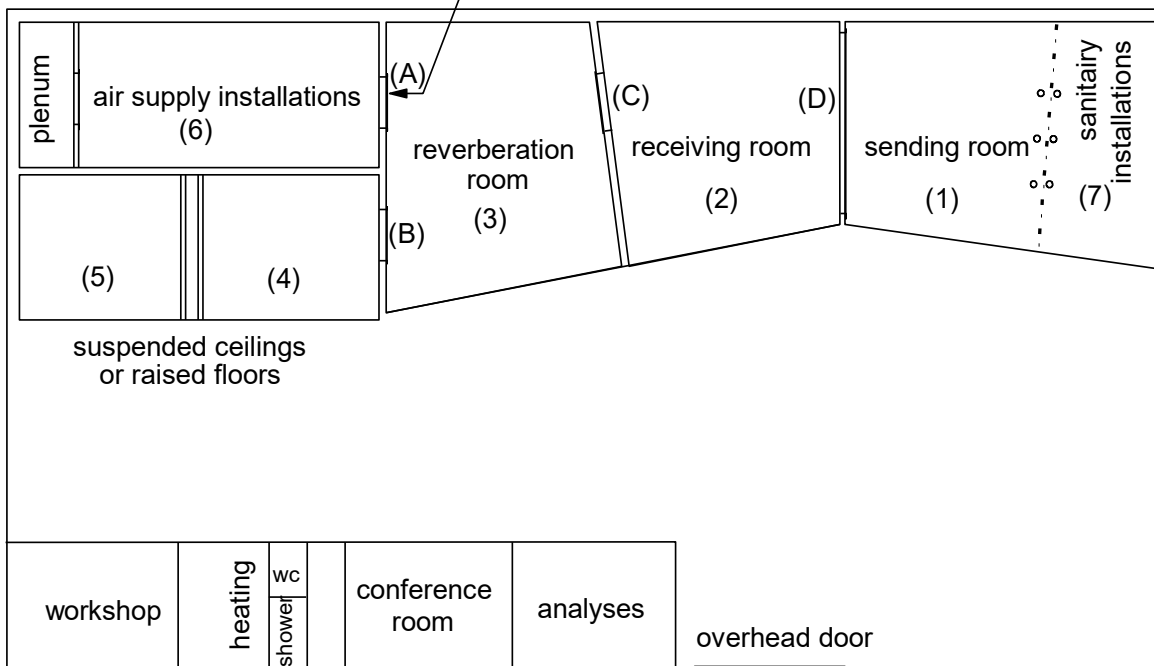 plenum
air supply installations
(6)
(A)
(B)
reverberation
room
(3)
(C)
receiving room
(2)
(D)
sending room
(1)
sanitairy
installations
(7)
(5)
(4)
suspended ceilings
or raised floors
workshop
heating
wc
shower
conference
room
analyses
overhead door